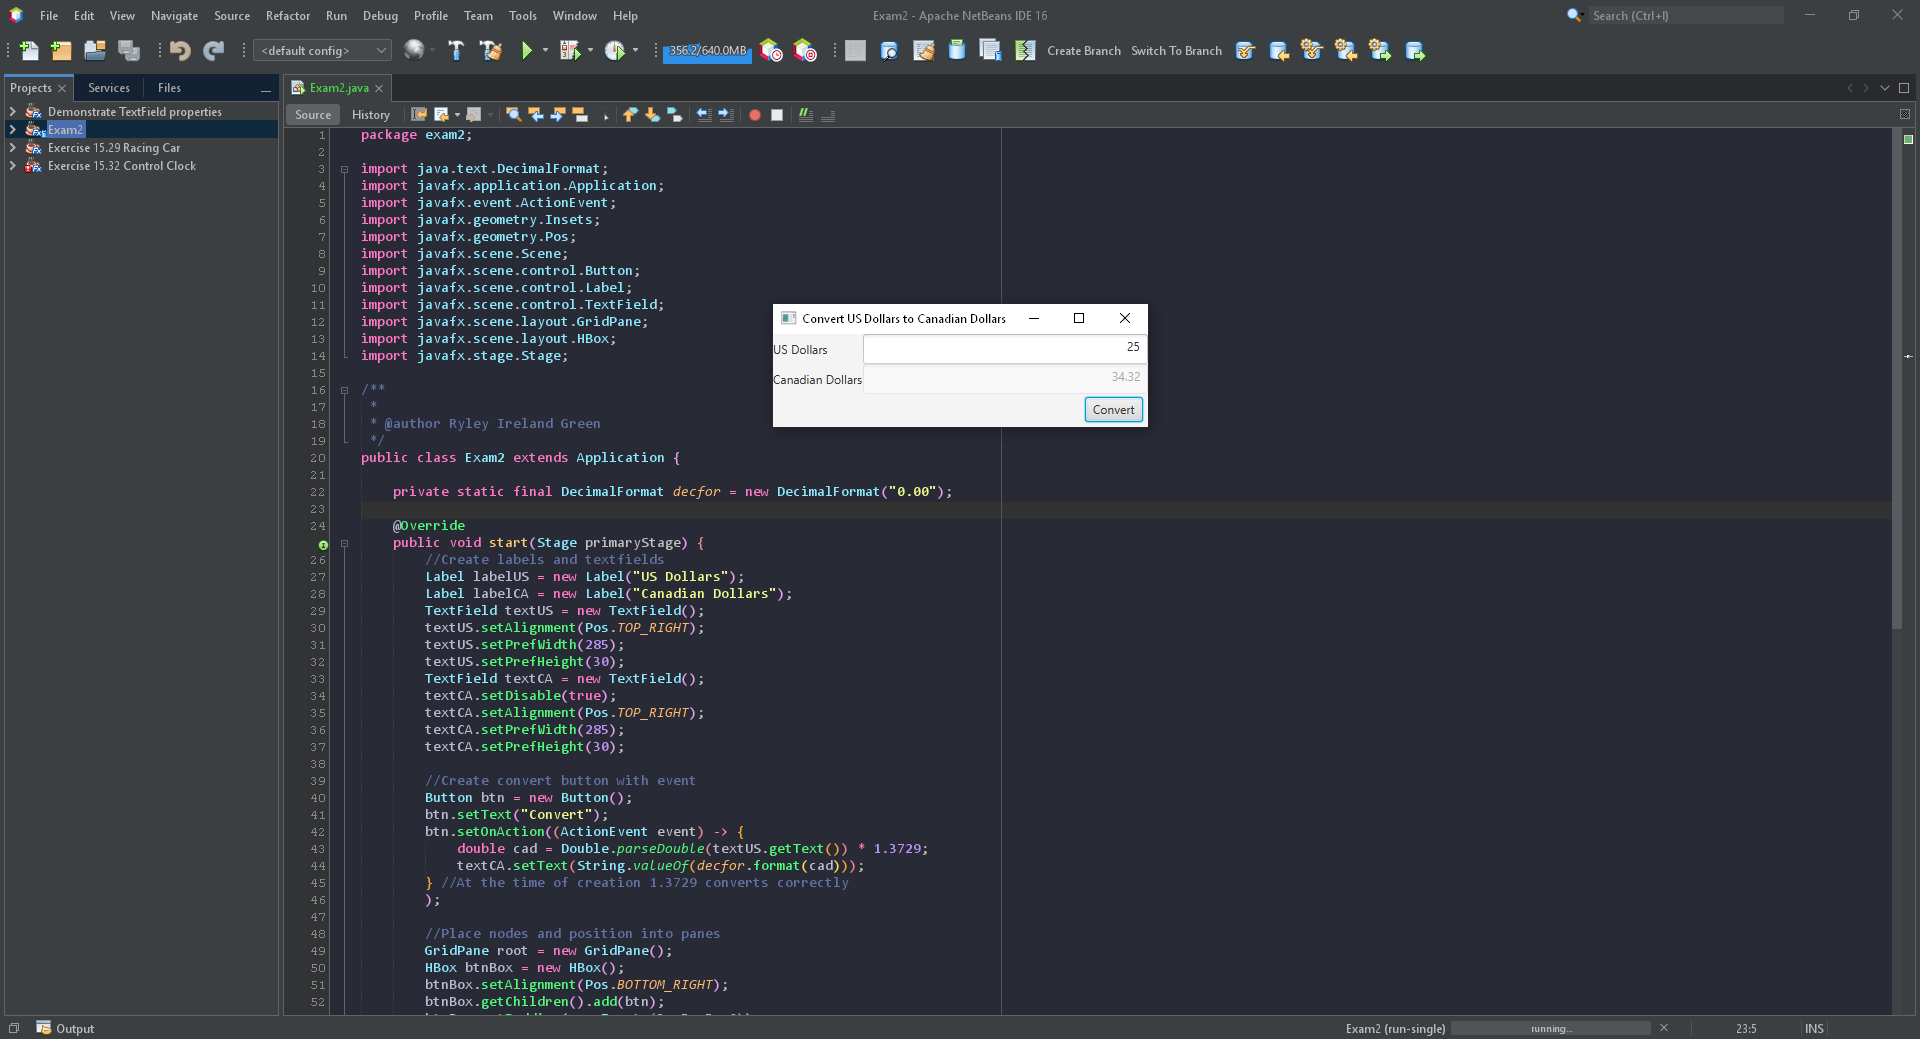 File Edit View Navigate Source Refactor Run Debug Profile Team Tools Window Help
Exam2 - Apache NetBeans IDE 16
Search (Ctrl+I)
<default config>
356.2/640.0MB
Create Branch Switch To Branch
Projects Services Files
Exam2.java
Demonstrate TextField properties
Exam2
Exercise 15.29 Racing Car
Exercise 15.32 Control Clock
Source History
1 package exam2;
2
3 import java.text.DecimalFormat;
4 import javafx.application.Application;
5 import javafx.event.ActionEvent;
6 import javafx.geometry.Insets;
7 import javafx.geometry.Pos;
8 import javafx.scene.Scene;
9 import javafx.scene.control.Button;
10 import javafx.scene.control.Label;
11 import javafx.scene.control.TextField;
12 import javafx.scene.layout.GridPane;
13 import javafx.scene.layout.HBox;
14 import javafx.stage.Stage;
15
16 /**
17 *
18 * @author Ryley Ireland Green
19 */
20 public class Exam2 extends Application {
21
22 private static final DecimalFormat decfor = new DecimalFormat("0.00");
23
24 @Override
public void start(Stage primaryStage) {
26 //Create labels and textfields
27 Label labelUS = new Label("US Dollars");
28 Label labelCA = new Label("Canadian Dollars");
29 TextField textUS = new TextField();
30 textUS.setAlignment(Pos.TOP_RIGHT);
31 textUS.setPrefWidth(285);
32 textUS.setPrefHeight(30);
33 TextField textCA = new TextField();
34 textCA.setDisable(true);
35 textCA.setAlignment(Pos.TOP_RIGHT);
36 textCA.setPrefWidth(285);
37 textCA.setPrefHeight(30);
38
39 //Create convert button with event
40 Button btn = new Button();
41 btn.setText("Convert");
42 btn.setOnAction((ActionEvent event) -> {
43 double cad = Double.parseDouble(textUS.getText()) * 1.3729;
44 textCA.setText(String.valueOf(decfor.format(cad)));
45 } //At the time of creation 1.3729 converts correctly
46 );
47
48 //Place nodes and position into panes
49 GridPane root = new GridPane();
50 HBox btnBox = new HBox();
51 btnBox.setAlignment(Pos.BOTTOM_RIGHT);
52 btnBox.getChildren().add(btn);
Convert US Dollars to Canadian Dollars
US Dollars 25
Canadian Dollars 34.32
Convert
Output
Exam2 (run-single) running... 23:5 INS